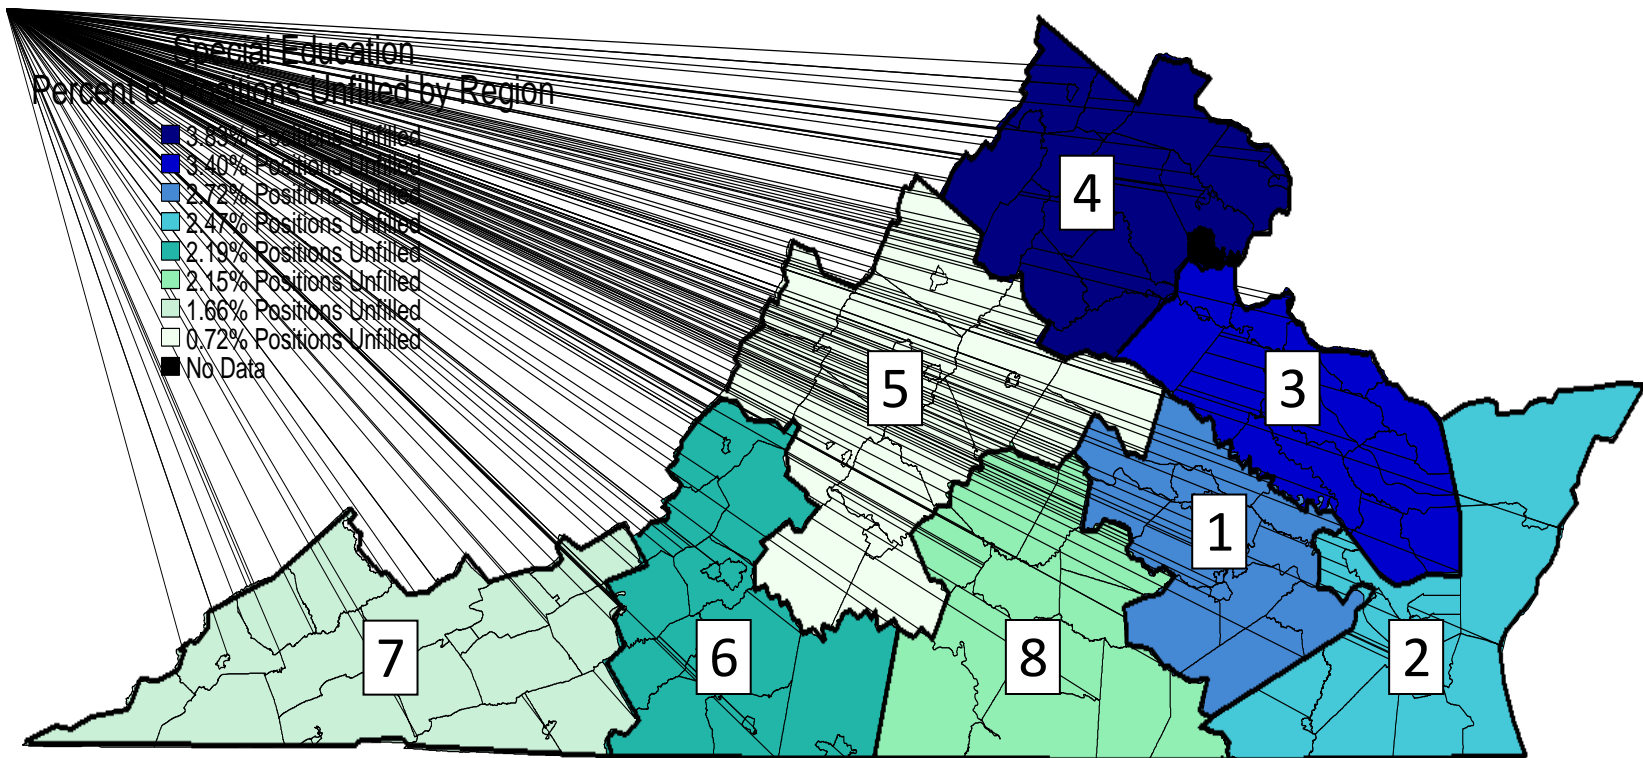 Special Education
Percent of Positions Unfilled by Region
3.83% Positions Unfilled
3.40% Positions Unfilled
2.72% Positions Unfilled
2.47% Positions Unfilled
2.19% Positions Unfilled
2.15% Positions Unfilled
1.66% Positions Unfilled
0.72% Positions Unfilled
No Data
4
5
3
1
7
6
8
2